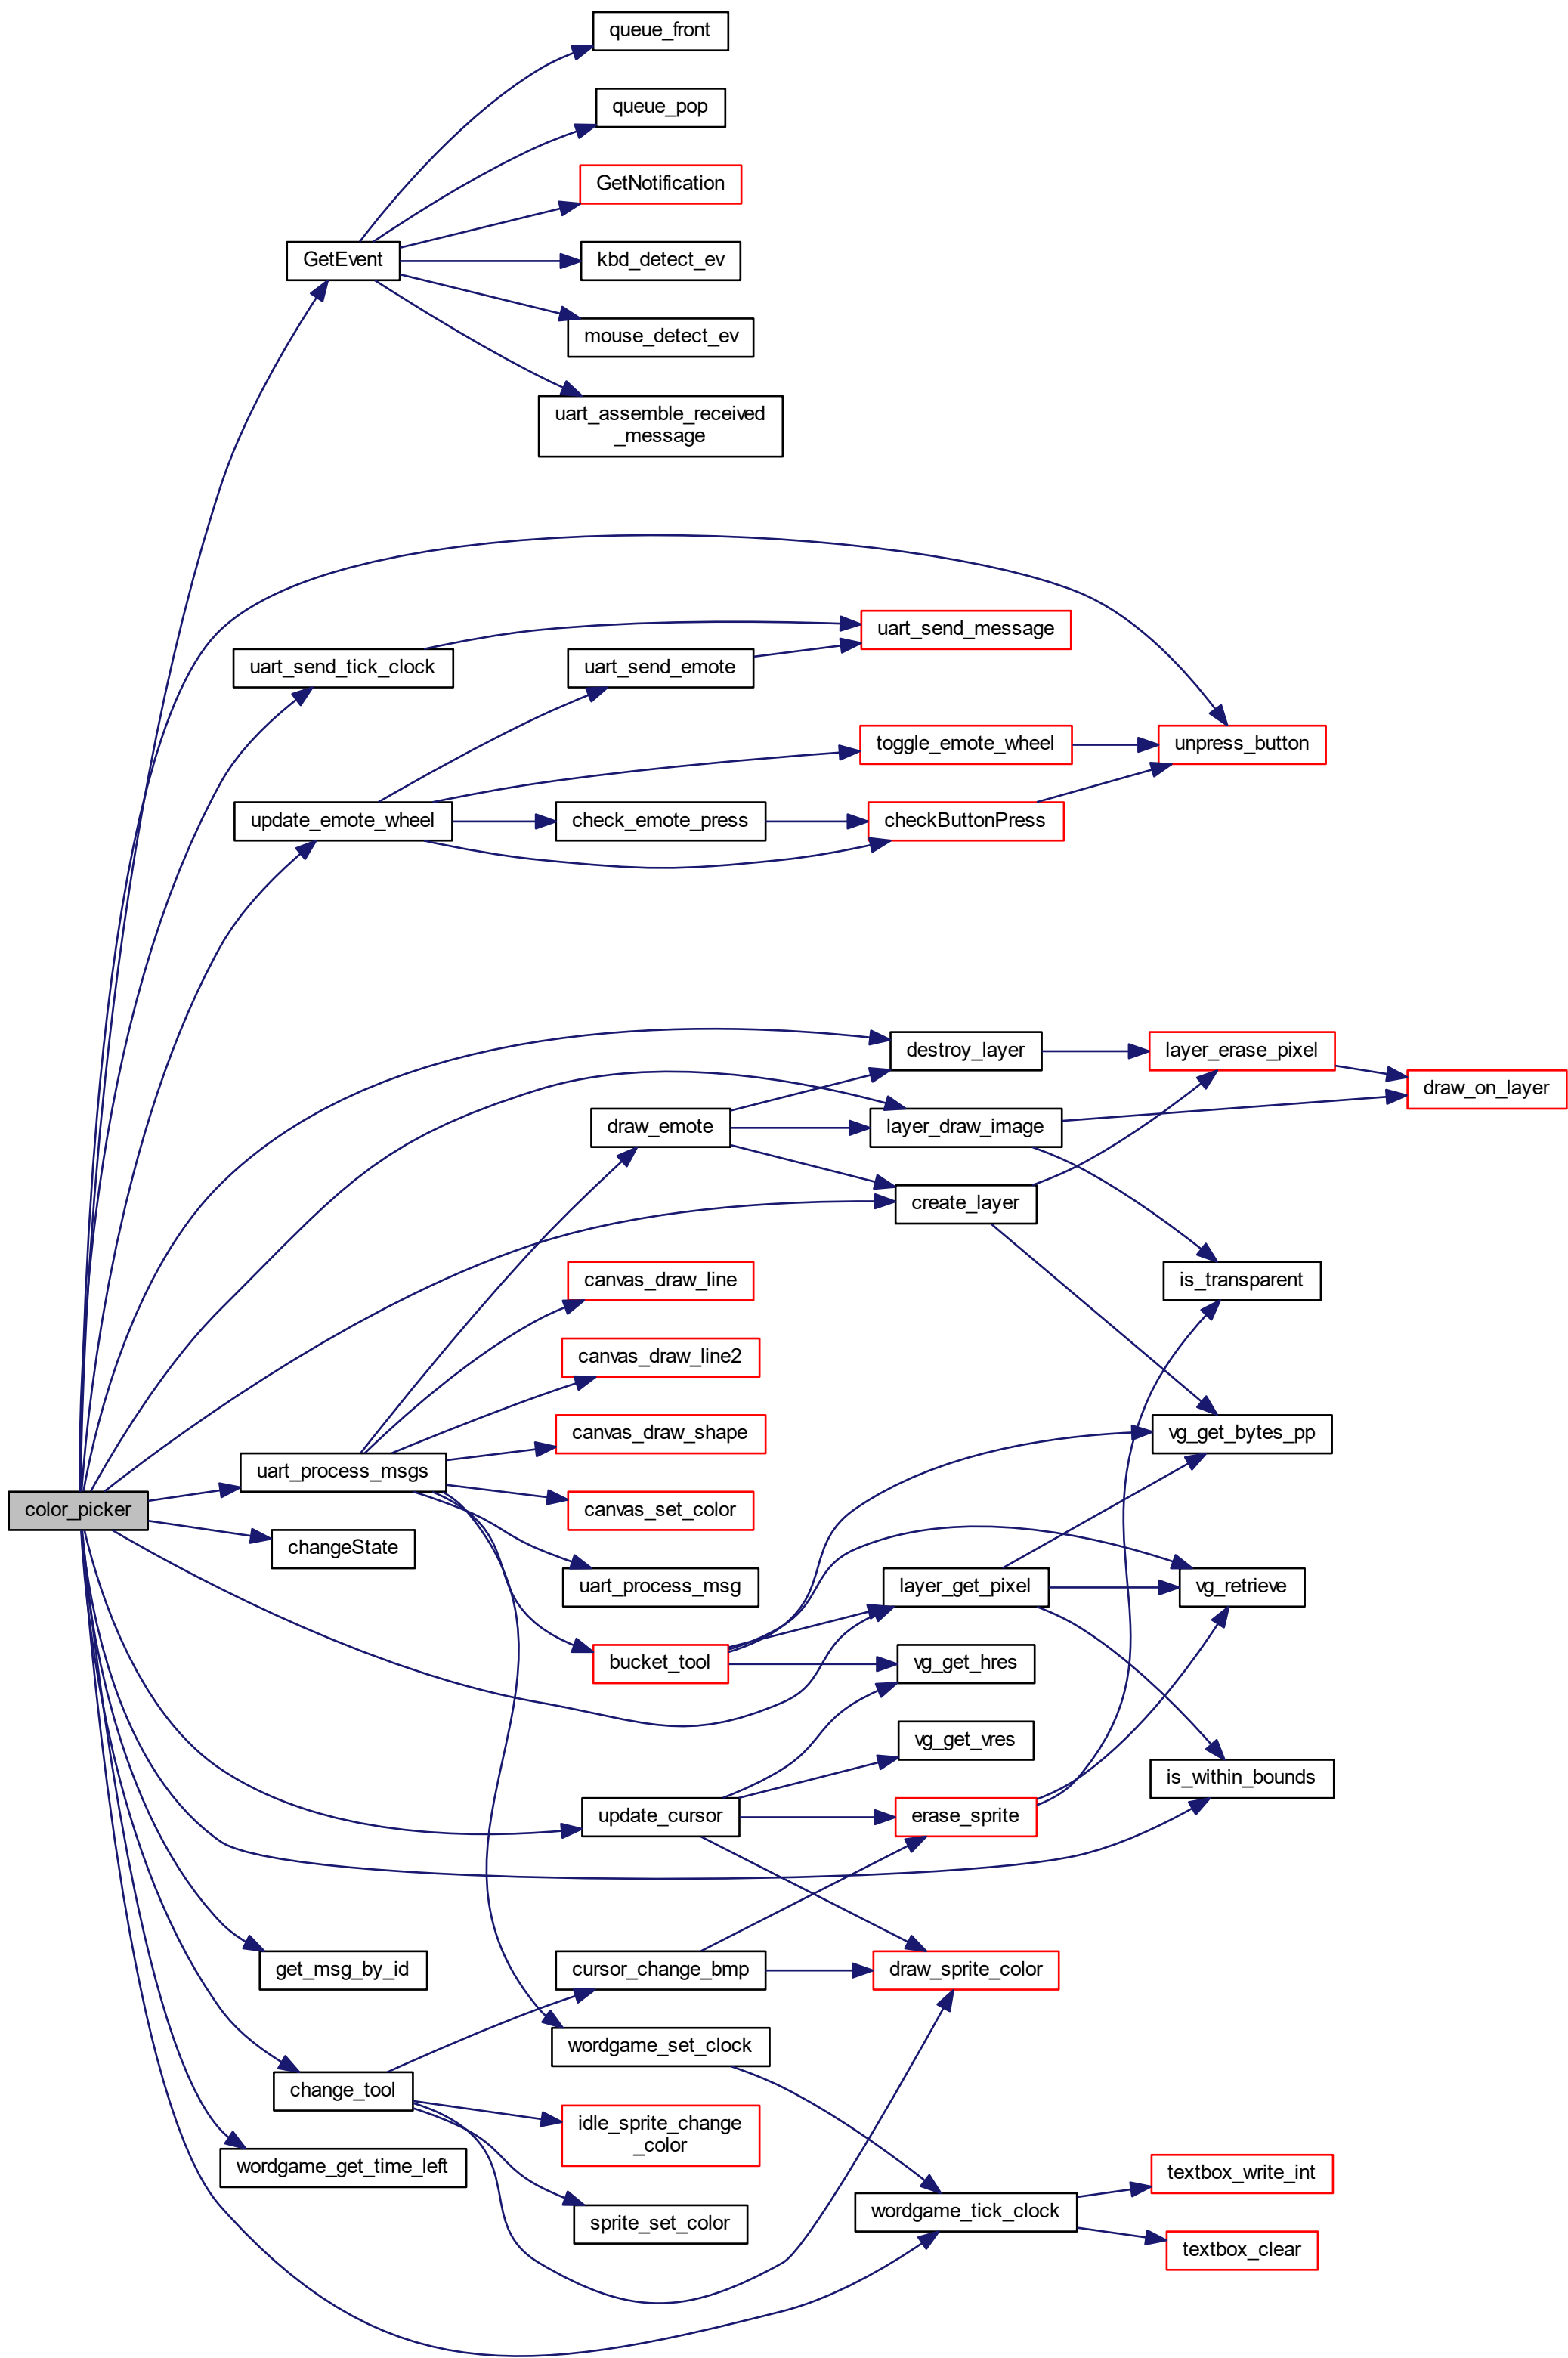 queue_front
queue_pop
GetNotification
GetEvent
kbd_detect_ev
mouse_detect_ev
uart_assemble_received
_message
uart_send_message
uart_send_tick_clock
uart_send_emote
toggle_emote_wheel
unpress_button
update_emote_wheel
check_emote_press
checkButtonPress
destroy_layer
layer_erase_pixel
draw_on_layer
draw_emote
layer_draw_image
create_layer
canvas_draw_line
is_transparent
canvas_draw_line2
canvas_draw_shape
vg_get_bytes_pp
uart_process_msgs
color_picker
canvas_set_color
changeState
uart_process_msg
layer_get_pixel
vg_retrieve
bucket_tool
vg_get_hres
vg_get_vres
is_within_bounds
update_cursor
erase_sprite
get_msg_by_id
cursor_change_bmp
draw_sprite_color
wordgame_set_clock
change_tool
idle_sprite_change
_color
wordgame_get_time_left
textbox_write_int
wordgame_tick_clock
sprite_set_color
textbox_clear